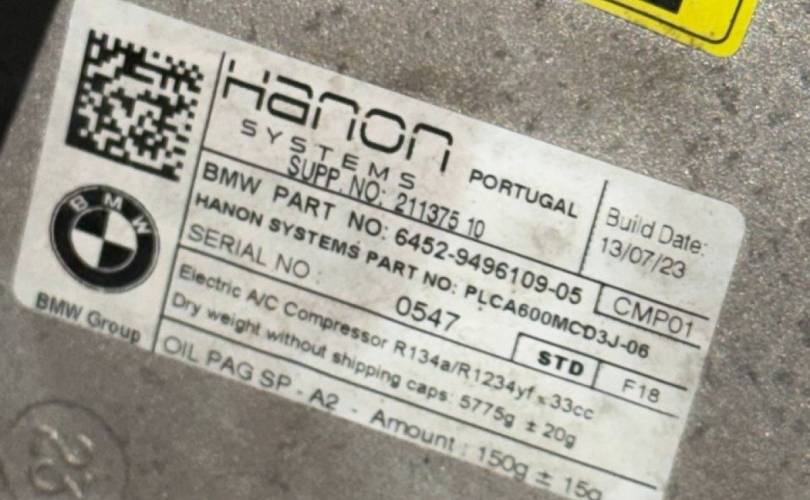 Hanon
SYSTEMS
PORTUGAL
Build Date:
13/07/23
SUPP. NO: 211375 10
BMW PART NO: 6452-9496109-05
CMP01
HANON SYSTEMS PART NO: PLCA600MCD3J-06
SERIAL NO:
0547
STD
F18
Electric A/C Compressor R134a/R1234yf 33cc
Dry weight without shipping caps: 5775g ± 20g
OIL PAG SP - A2 - Amount : 150g ± 15g
BMW
BMW Group